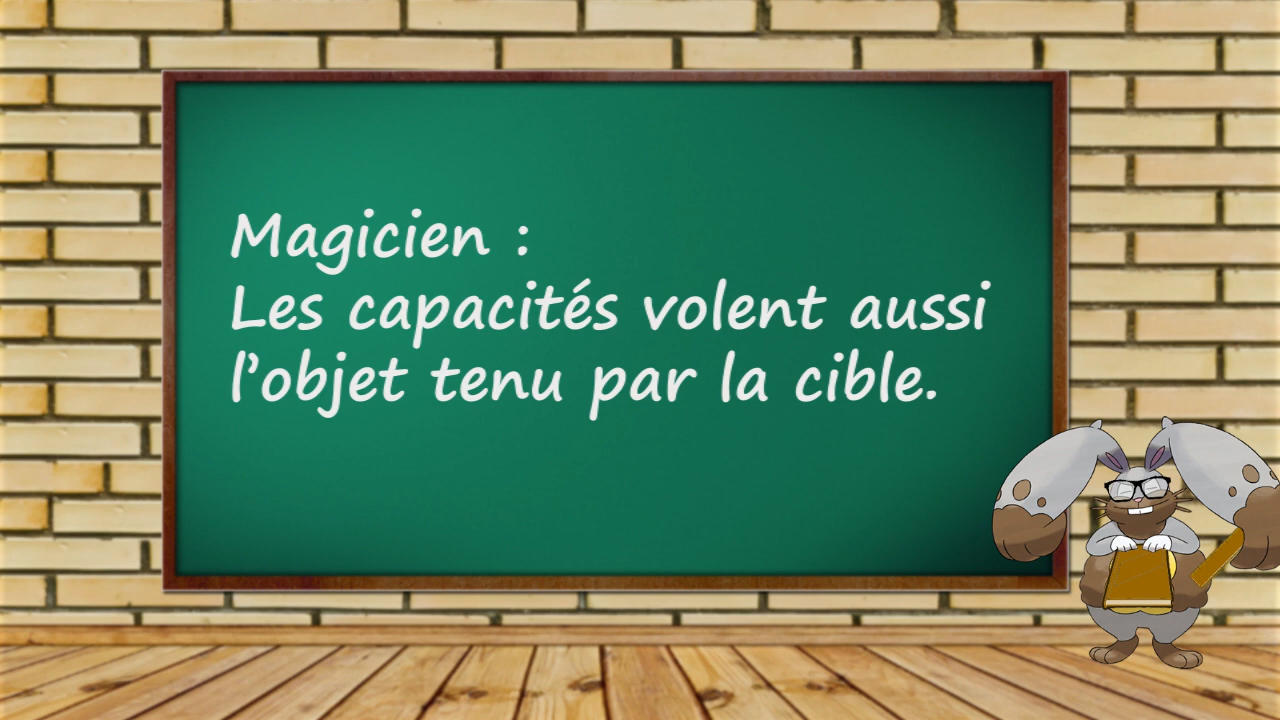 Magicien :
Les capacités volent aussi
l’objet tenu par la cible.